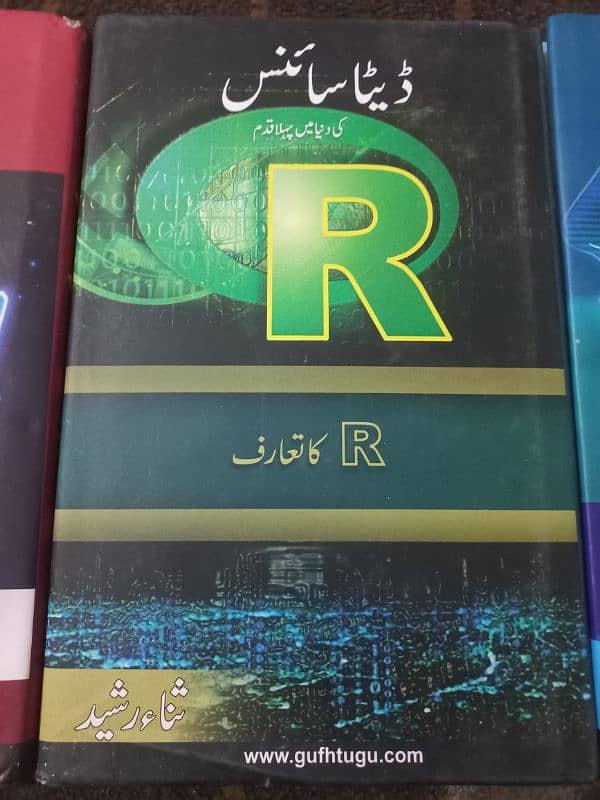 ڈیٹا سائنس
کی دنیا میں پہلا قدم
R
R کا تعارف
ثناء رشید
www.gufhtugu.com